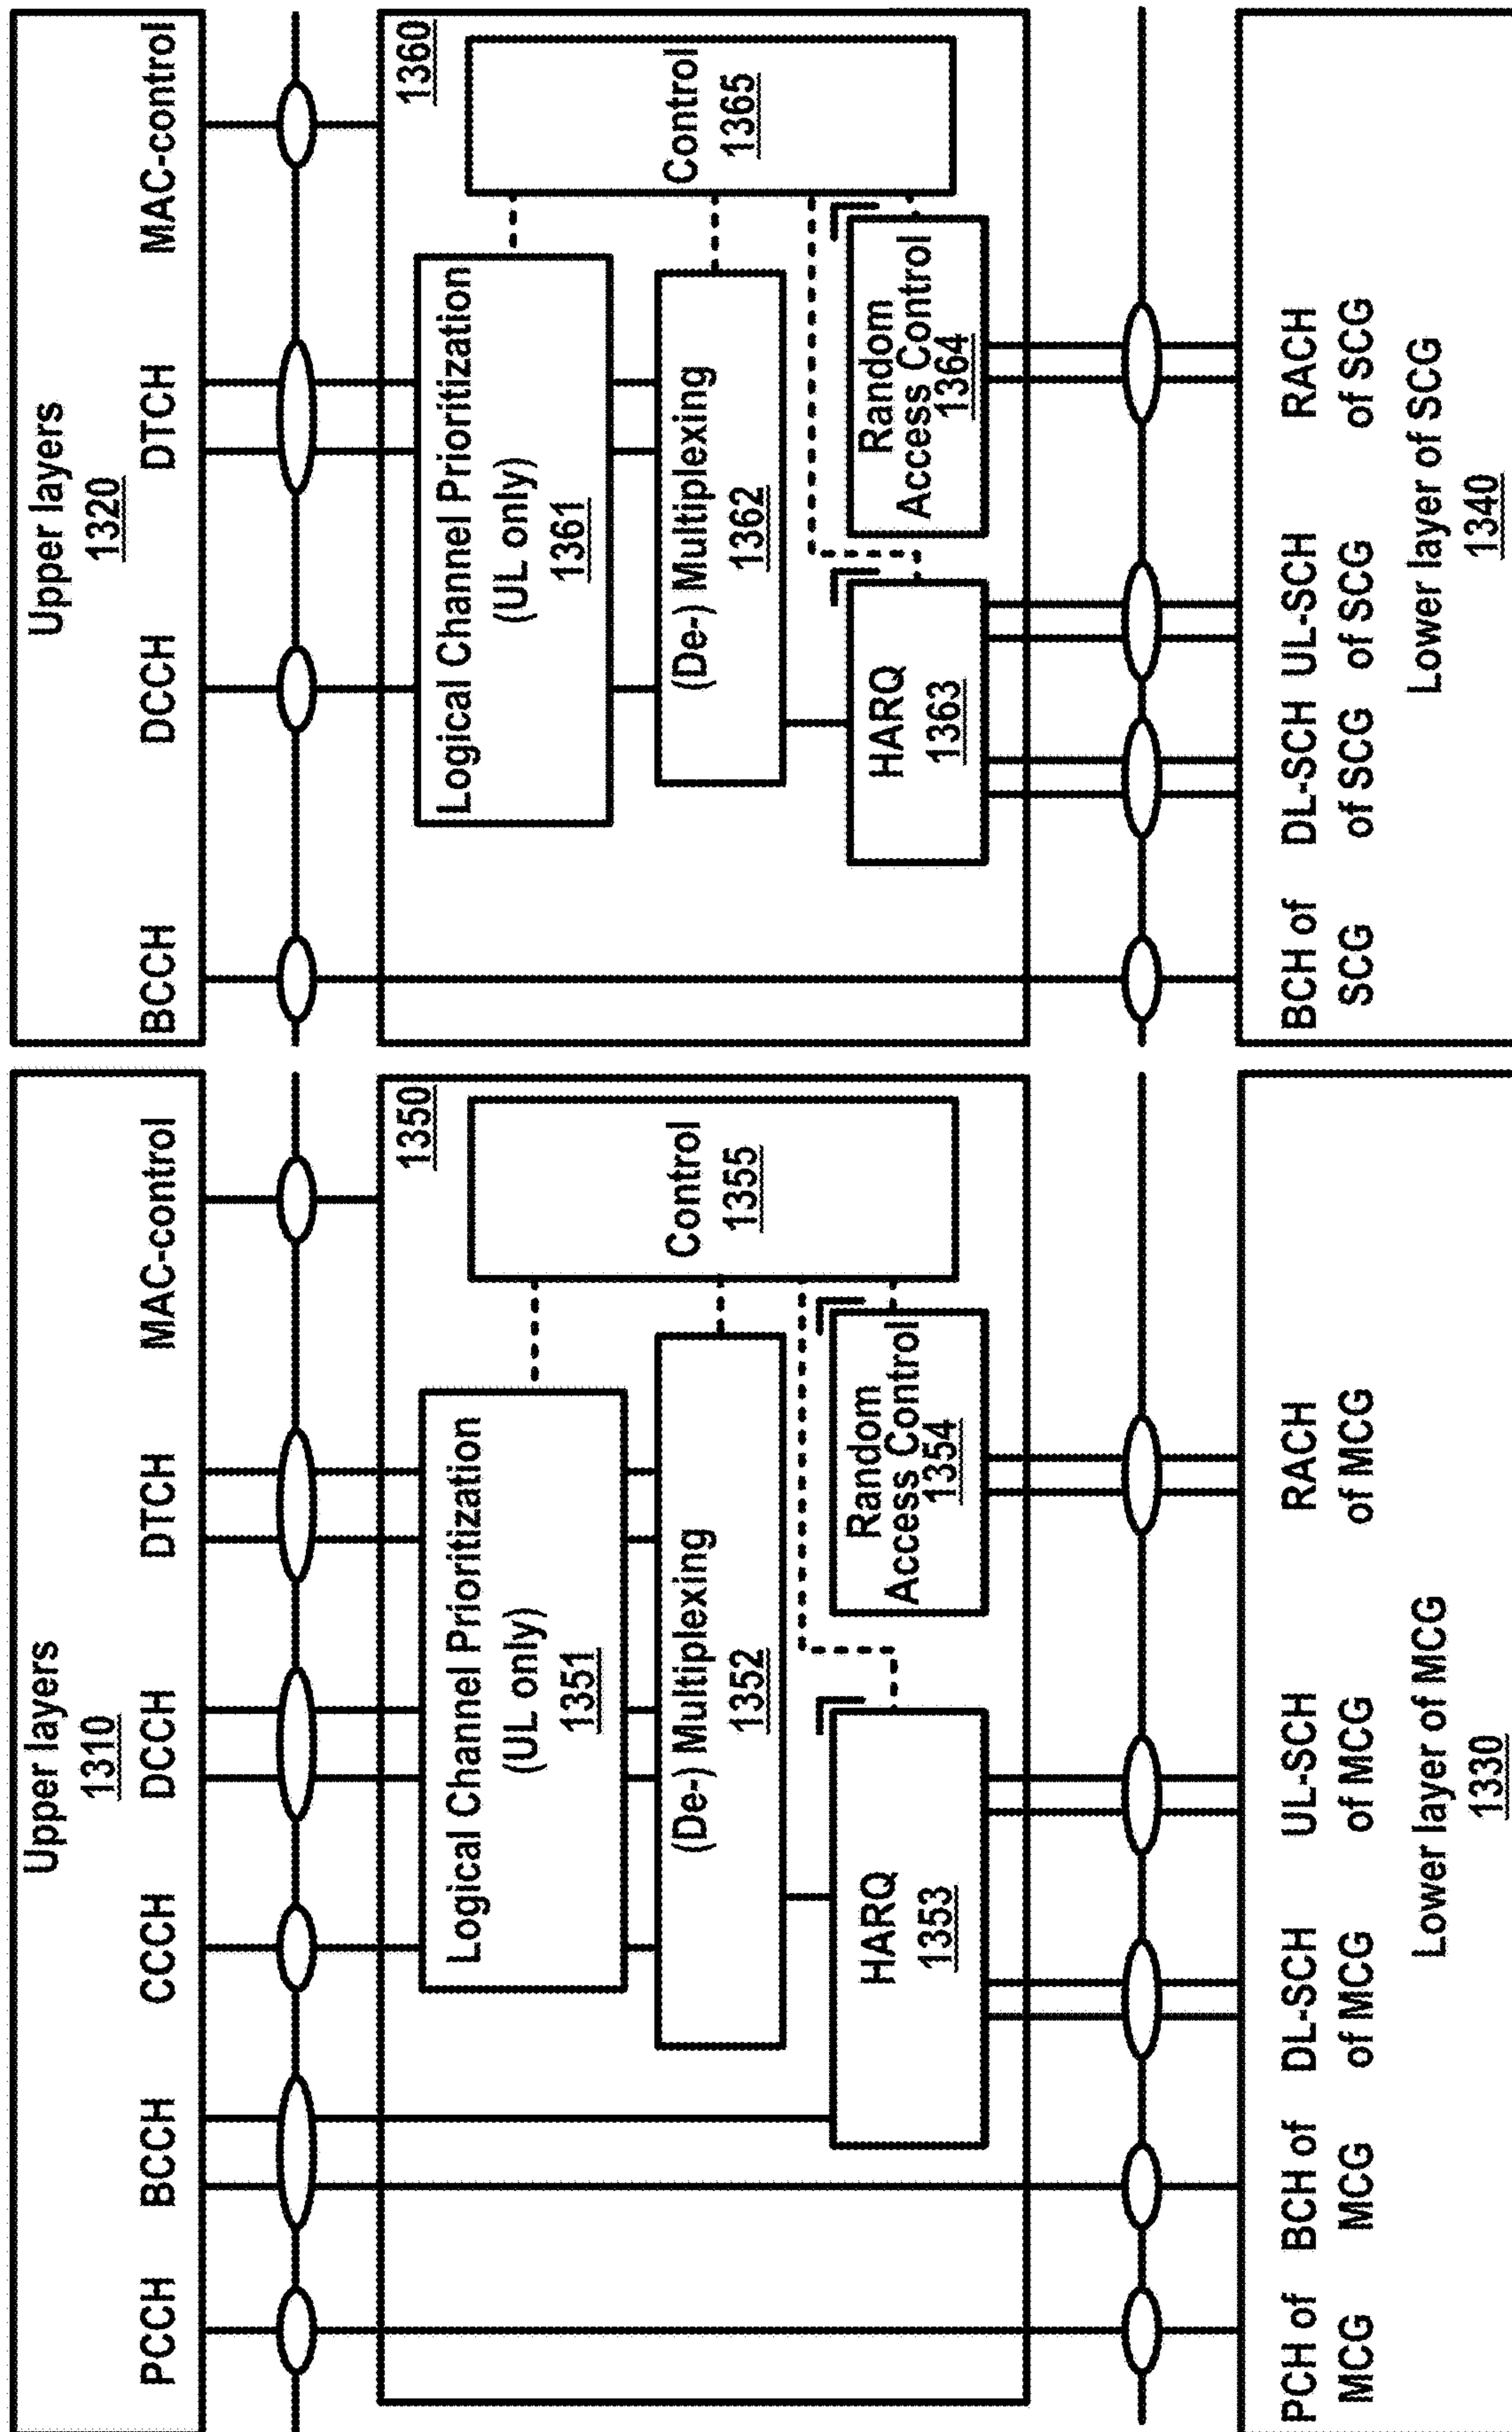 Upper layers
1310
PCCH BCCH CCCH DCCH DTCH MAC-control
1350
Logical Channel Prioritization
(UL only)
1351
(De-) Multiplexing
1352
HARQ
1353
Random
Access Control
1354
Control
1355
PCH of
MCG
BCH of
MCG
DL-SCH
of MCG
UL-SCH
of MCG
RACH
of MCG
Lower layer of MCG
1330
Upper layers
1320
BCCH DCCH DTCH MAC-control
1360
Logical Channel Prioritization
(UL only)
1361
(De-) Multiplexing
1362
HARQ
1363
Random
Access Control
1364
Control
1365
BCH of
SCG
DL-SCH
of SCG
UL-SCH
of SCG
RACH
of SCG
Lower layer of SCG
1340